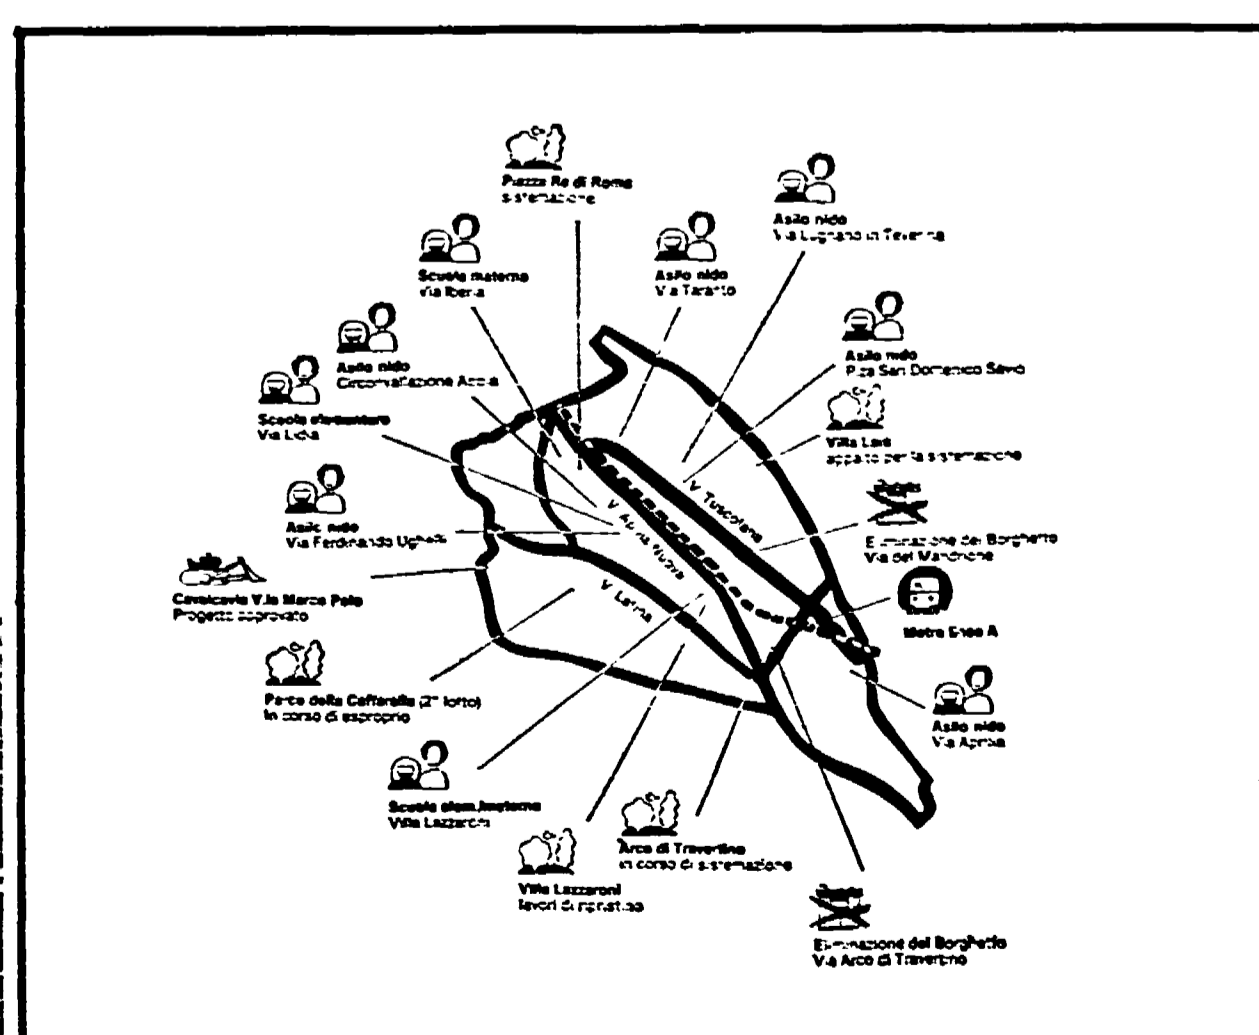 Piazza Re di Roma
sistemazione
Asilo nido
Via Lugnano in Teverina
Scuola materna
Via Iberia
Asilo nido
Via Taranto
Asilo nido
Circonvallazione Appia
Asilo nido
P.za San Domenico Savio
Scuola elementare
Via Lidia
Villa Lais
appalto per la sistemazione
Asilo nido
Via Ferdinando Ughelli
Eliminazione del Borghetto
Via del Mandrione
V. Tuscolana
V. Appia Nuova
V. Latina
Cavalcavia V.le Marco Polo
Progetto approvato
Metro linea A
Parco della Caffarella (2° lotto)
In corso di esproprio
Asilo nido
Via Aprilia
Scuola elem./materna
Villa Lazzaroni
Arco di Travertino
in corso di sistemazione
Villa Lazzaroni
lavori di ripristino
Eliminazione del Borghetto
Via Arco di Travertino